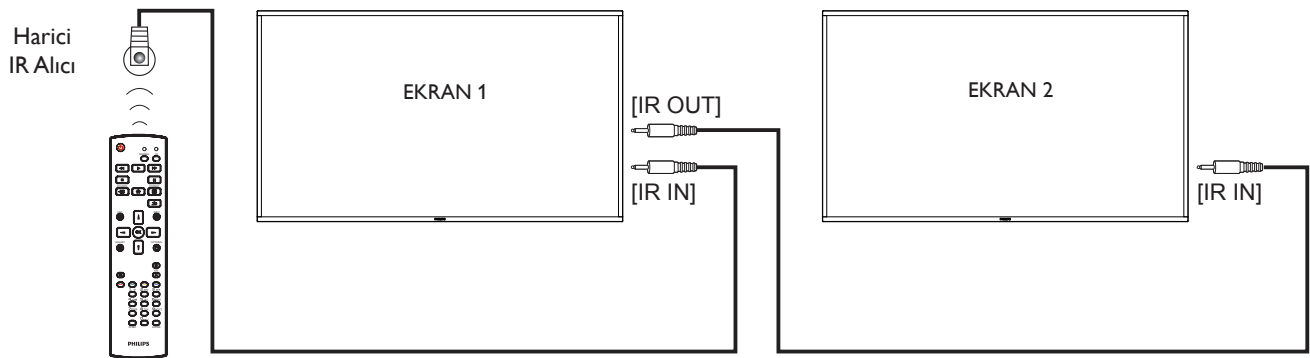 Harici
IR Alıcı
EKRAN 1
[IR OUT]
[IR IN]
EKRAN 2
[IR IN]
PHILIPS